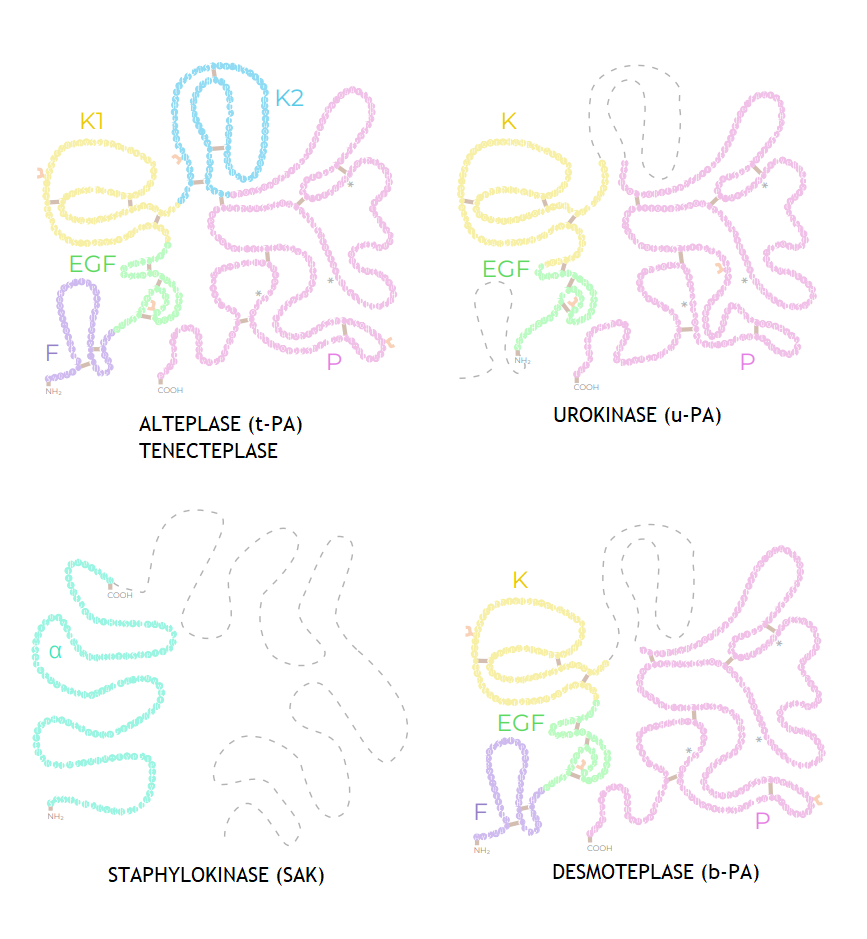 K1
K2
EGF
F
P
NH₂
COOH
*
*
*
ALTEPLASE (t-PA)
TENECTEPLASE
K
EGF
P
NH₂
COOH
*
*
*
UROKINASE (u-PA)
COOH
α
NH₂
STAPHYLOKINASE (SAK)
K
EGF
F
P
NH₂
COOH
*
*
*
DESMOTEPLASE (b-PA)